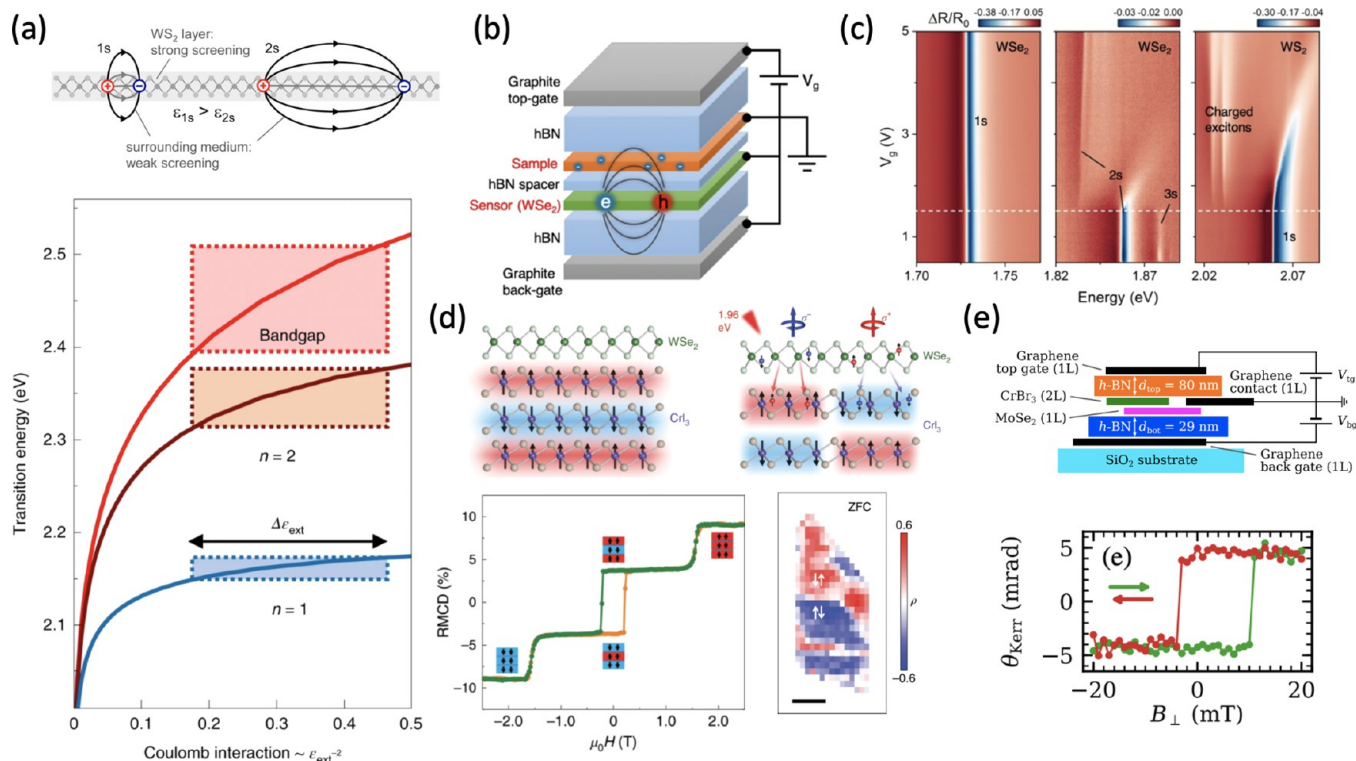 (a)
WS₂ layer:
strong screening
1s
2s
+
−
+
−
ε1s > ε2s
surrounding medium:
weak screening
Transition energy (eV)
2.5
2.4
2.3
2.2
2.1
Bandgap
n = 2
Δεext
n = 1
0
0.1
0.2
0.3
0.4
0.5
Coulomb interaction ~ εext⁻²
(b)
Graphite
top-gate
hBN
Sample
hBN spacer
Sensor (WSe₂)
hBN
Graphite
back-gate
e
h
Vg
(c)
ΔR/R₀
-0.38 -0.17 0.05
-0.03 -0.02 0.00
-0.30 -0.17 -0.04
WSe₂
WSe₂
WS₂
Vg (V)
5
3
1
1s
2s
3s
Charged
excitons
1s
1.70
1.75
1.82
1.87
2.02
2.07
Energy (eV)
(d)
WSe₂
CrI₃
1.96
eV
σ⁻
σ⁺
WSe₂
CrI₃
RMCD (%)
10
5
0
−5
−10
−2.0
−1.0
0
1.0
2.0
μ₀H (T)
ZFC
↓↑
↑↓
0.6
ρ
−0.6
(e)
Graphene
top gate (1L)
h-BN dtop = 80 nm
Graphene
contact (1L)
CrBr₃ (2L)
MoSe₂ (1L)
h-BN dbot = 29 nm
SiO₂ substrate
Graphene
back gate (1L)
Vtg
Vbg
(e)
θKerr (mrad)
5
0
−5
−20
0
20
B⊥ (mT)